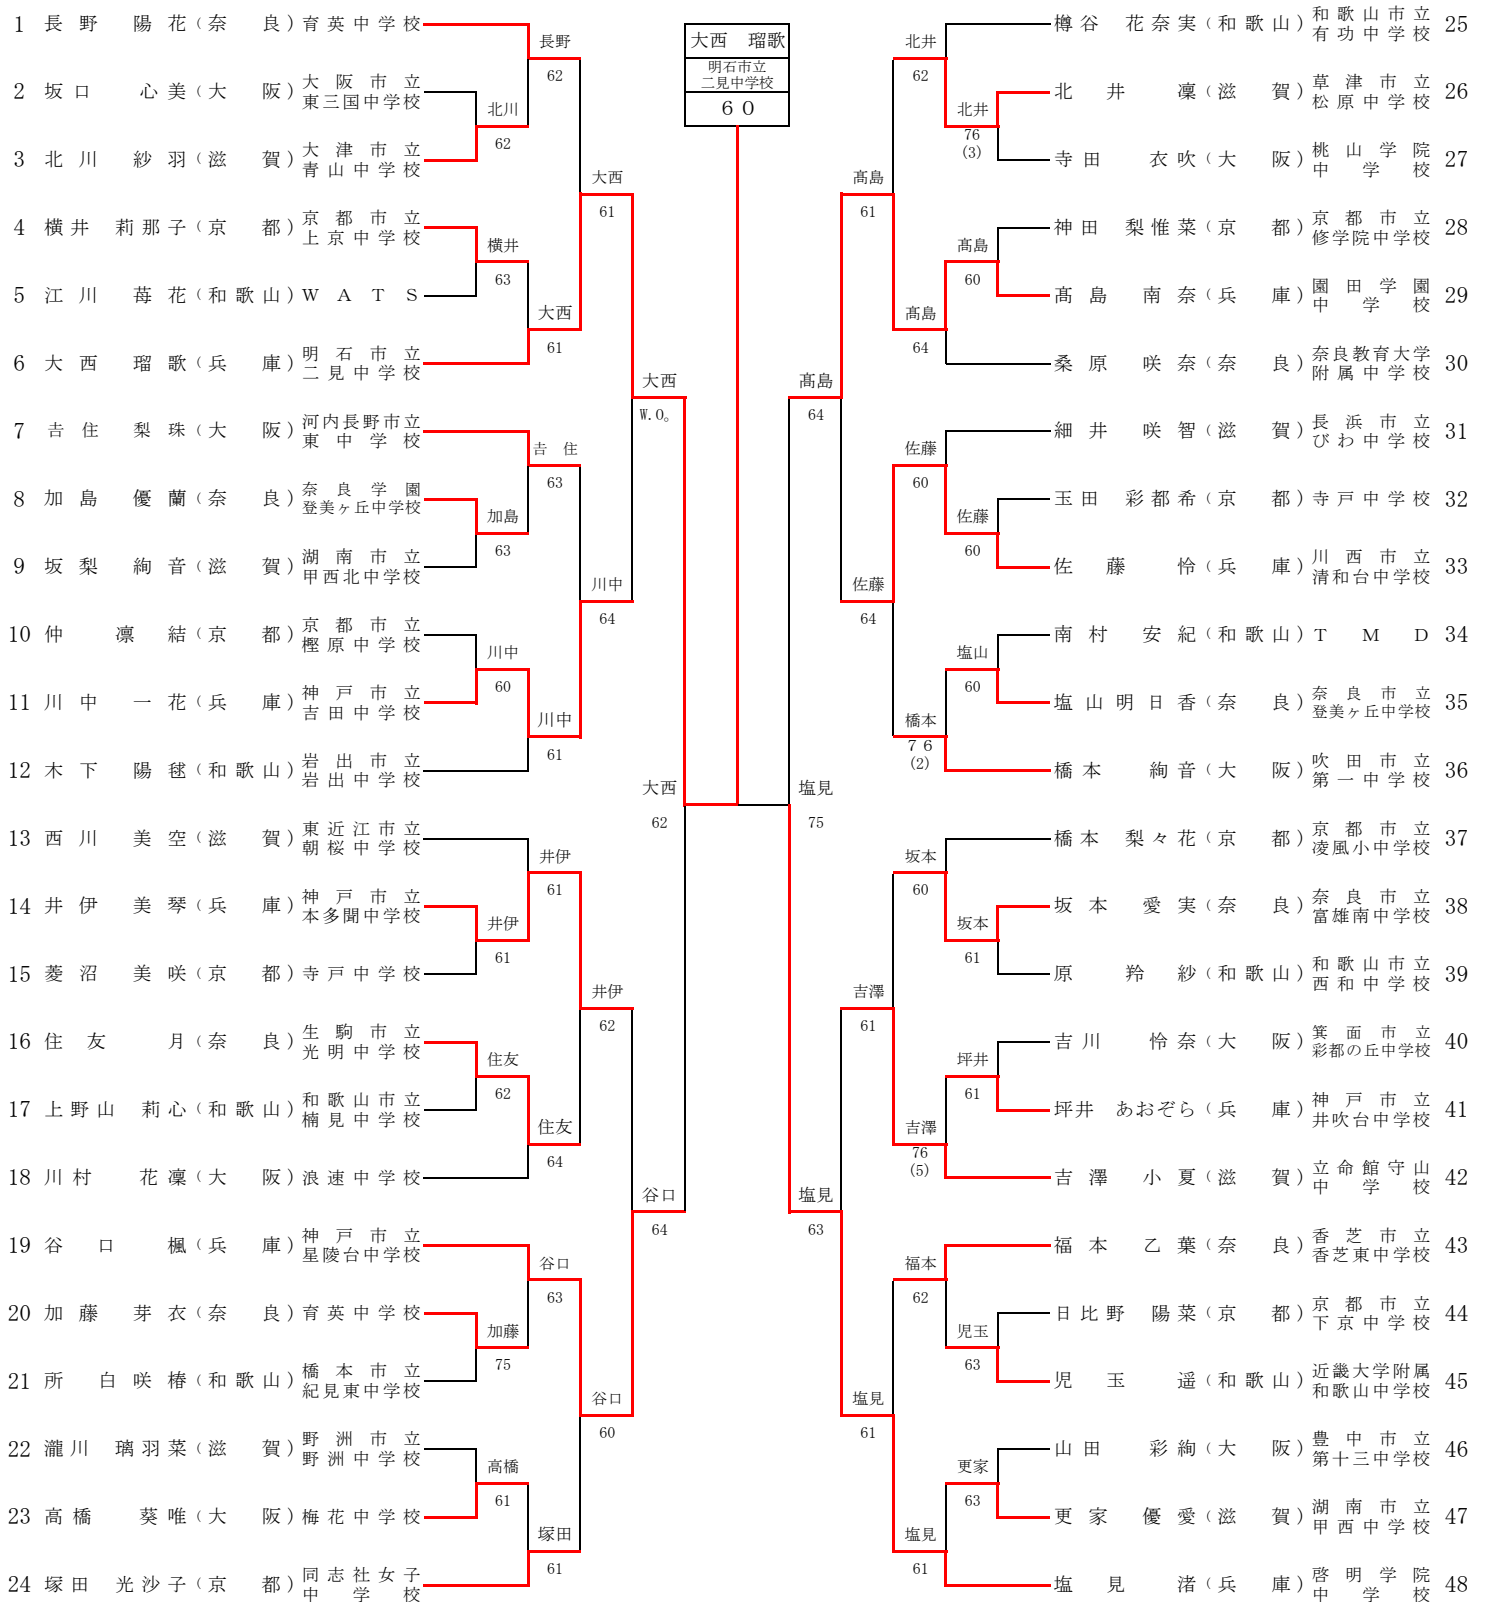 1 長野 陽花（奈良）育英中学校
2 坂口 心美（大阪）大阪市立東三国中学校
3 北川 紗羽（滋賀）大津市立青山中学校
4 横井 莉那子（京都）京都市立上京中学校
5 江川 苺花（和歌山）WATS
6 大西 瑠歌（兵庫）明石市立二見中学校
7 𠮷住 梨珠（大阪）河内長野市立東中学校
8 加島 優蘭（奈良）奈良学園登美ヶ丘中学校
9 坂梨 絢音（滋賀）湖南市立甲西北中学校
10 仲 凛結（京都）京都市立樫原中学校
11 川中 一花（兵庫）神戸市立吉田中学校
12 木下 陽毬（和歌山）岩出市立岩出中学校
13 西川 美空（滋賀）東近江市立朝桜中学校
14 井伊 美琴（兵庫）神戸市立本多聞中学校
15 菱沼 美咲（京都）寺戸中学校
16 住友 月（奈良）生駒市立光明中学校
17 上野山 莉心（和歌山）和歌山市立楠見中学校
18 川村 花凜（大阪）浪速中学校
19 谷口 楓（兵庫）神戸市立星陵台中学校
20 加藤 芽衣（奈良）育英中学校
21 所 白咲椿（和歌山）橋本市立紀見東中学校
22 瀧川 璃羽菜（滋賀）野洲市立野洲中学校
23 高橋 葵唯（大阪）梅花中学校
24 塚田 光沙子（京都）同志社女子中学校
長野
62
北川
62
大西
61
横井
63
大西
61
大西
W.O。
𠮷住
63
加島
63
川中
64
川中
60
川中
61
大西
62
井伊
61
井伊
61
井伊
62
住友
62
住友
64
谷口
64
谷口
63
加藤
75
谷口
60
高橋
61
塚田
61
大西 瑠歌
明石市立
二見中学校
６０
北井
62
北井
76
(3)
髙島
61
髙島
60
髙島
64
髙島
64
佐藤
60
佐藤
60
佐藤
64
塩山
60
橋本
７６
(2)
塩見
75
坂本
60
坂本
61
吉澤
61
坪井
61
吉澤
76
(5)
塩見
63
福本
62
児玉
63
塩見
61
更家
63
塩見
61
樽谷 花奈実（和歌山）和歌山市立有功中学校 25
北井 凜（滋賀）草津市立松原中学校 26
寺田 衣吹（大阪）桃山学院中学校 27
神田 梨惟菜（京都）京都市立修学院中学校 28
髙島 南奈（兵庫）園田学園中学校 29
桑原 咲奈（奈良）奈良教育大学附属中学校 30
細井 咲智（滋賀）長浜市立びわ中学校 31
玉田 彩都希（京都）寺戸中学校 32
佐藤 怜（兵庫）川西市立清和台中学校 33
南村 安紀（和歌山）TMD 34
塩山明日香（奈良）奈良市立登美ヶ丘中学校 35
橋本 絢音（大阪）吹田市立第一中学校 36
橋本 梨々花（京都）京都市立凌風小中学校 37
坂本 愛実（奈良）奈良市立富雄南中学校 38
原 羚紗（和歌山）和歌山市立西和中学校 39
吉川 怜奈（大阪）箕面市立彩都の丘中学校 40
坪井 あおぞら（兵庫）神戸市立井吹台中学校 41
吉澤 小夏（滋賀）立命館守山中学校 42
福本 乙葉（奈良）香芝市立香芝東中学校 43
日比野 陽菜（京都）京都市立下京中学校 44
児玉 遥（和歌山）近畿大学附属和歌山中学校 45
山田 彩絢（大阪）豊中市立第十三中学校 46
更家 優愛（滋賀）湖南市立甲西中学校 47
塩見 渚（兵庫）啓明学院中学校 48